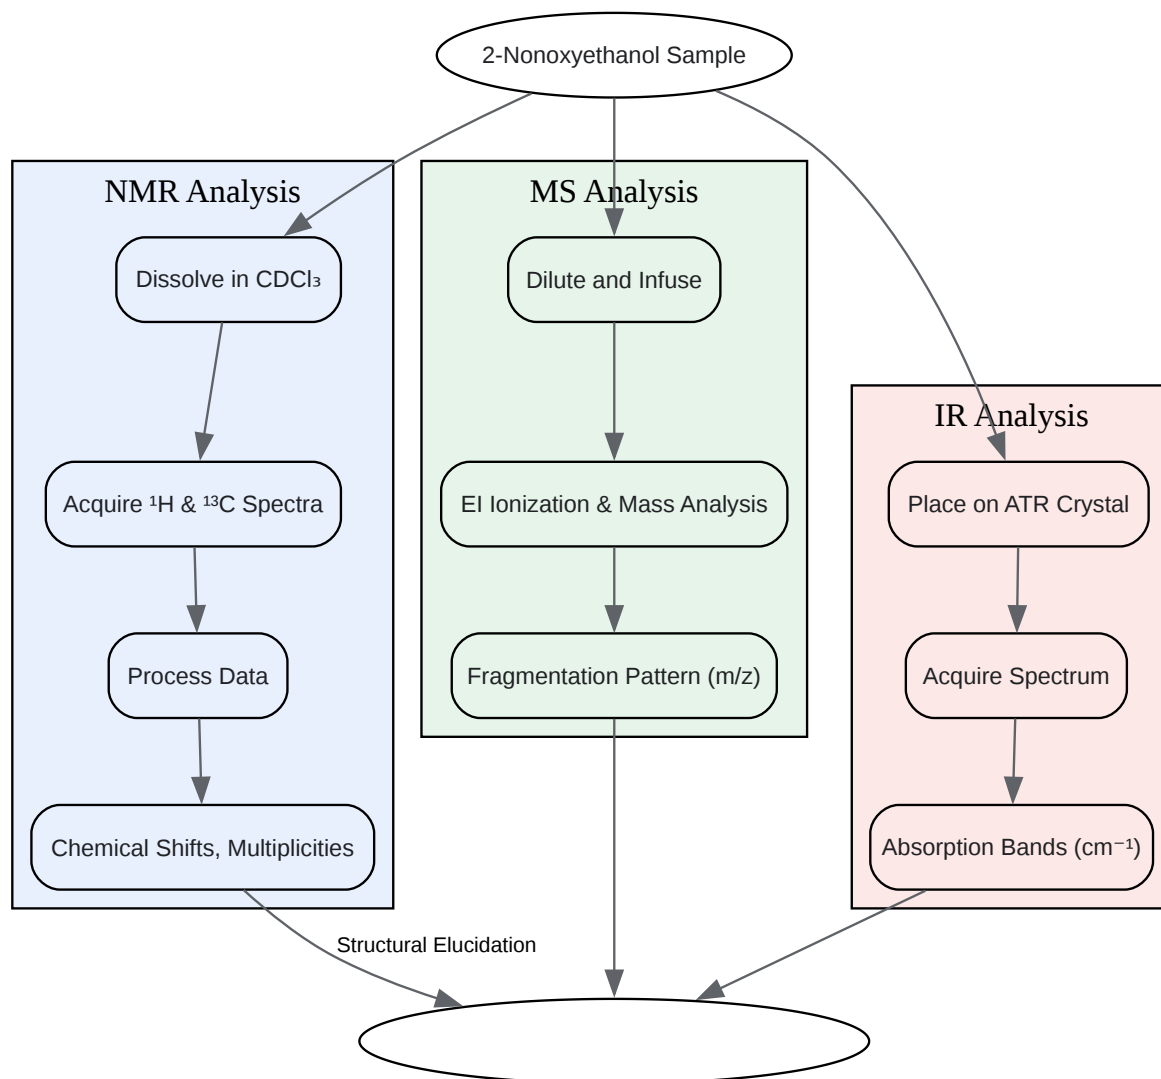 2-Nonoxyethanol Sample
NMR Analysis
Dissolve in CDCl₃
Acquire ¹H & ¹³C Spectra
Process Data
Chemical Shifts, Multiplicities
MS Analysis
Dilute and Infuse
EI Ionization & Mass Analysis
Fragmentation Pattern (m/z)
IR Analysis
Place on ATR Crystal
Acquire Spectrum
Absorption Bands (cm⁻¹)
Structural Elucidation